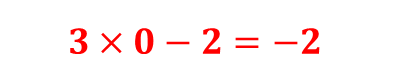 3 × 0 − 2 = −2